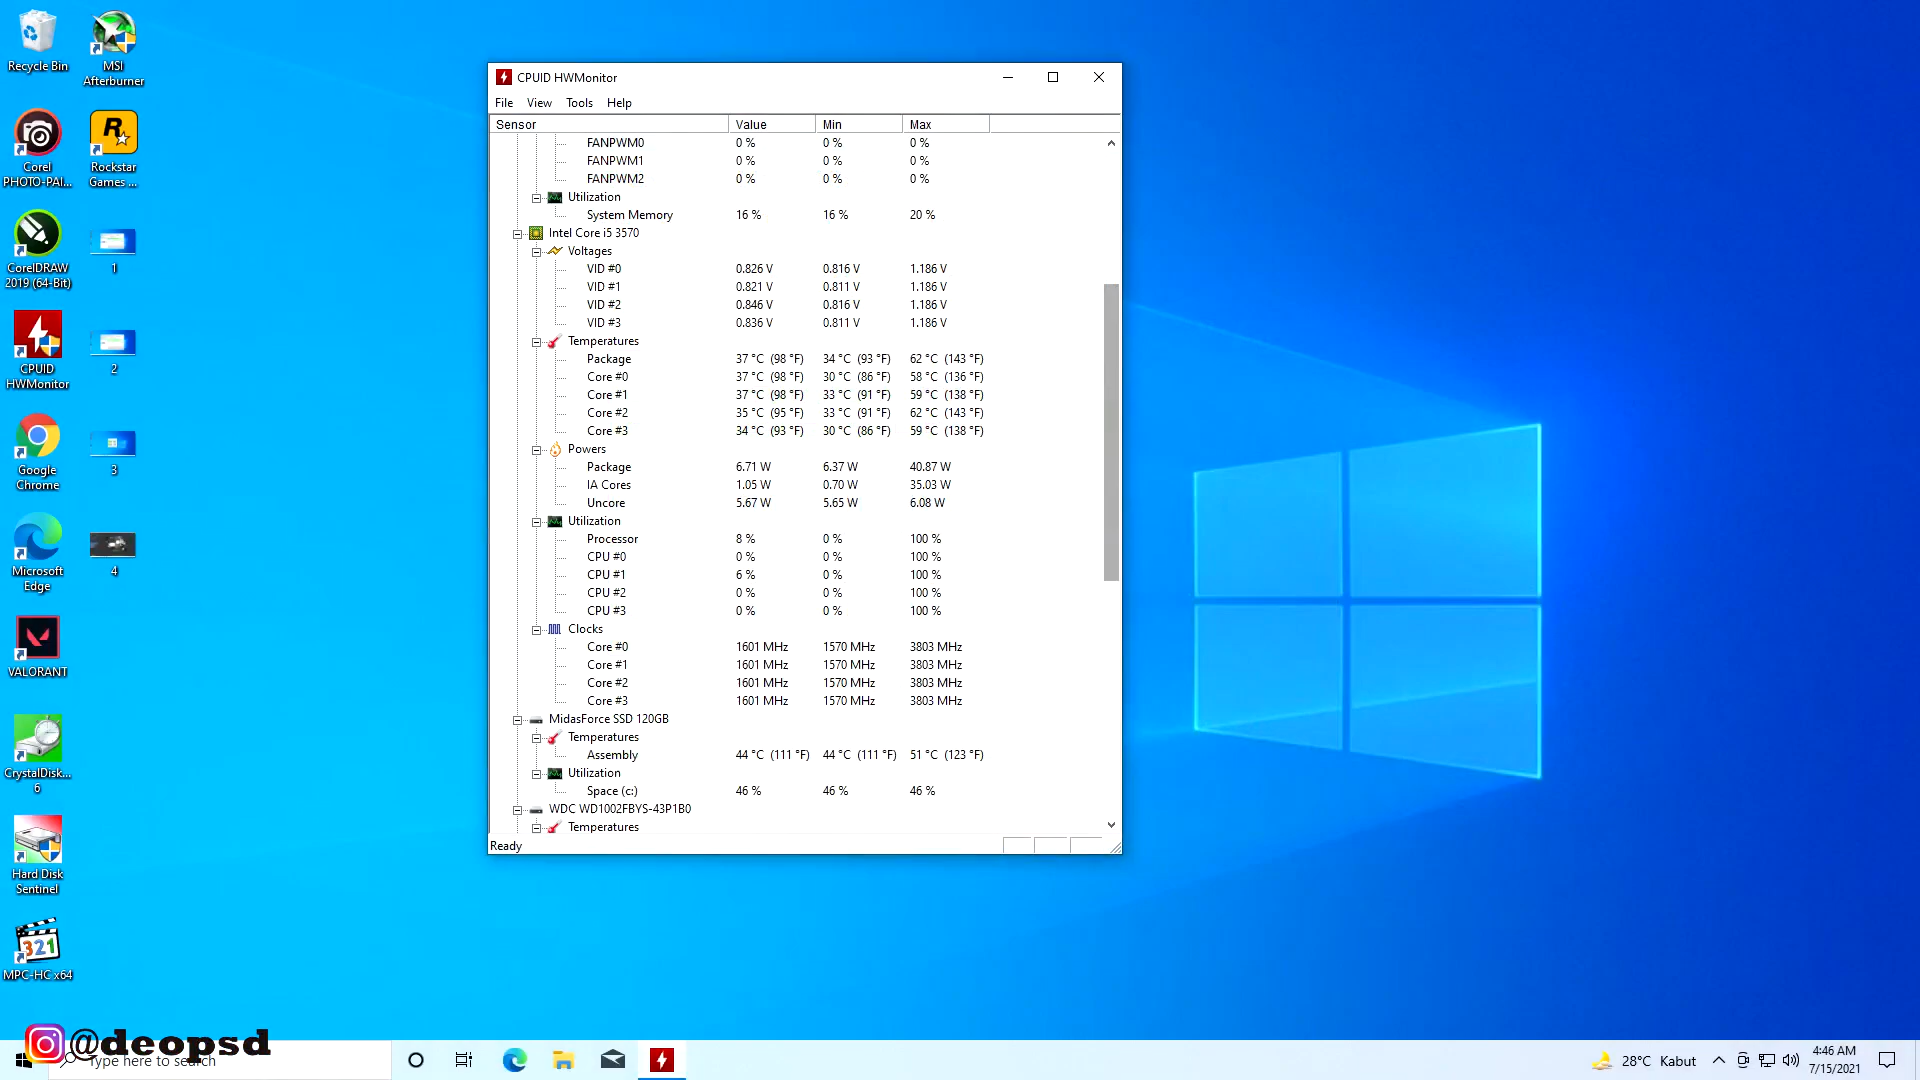 Recycle Bin
MSI
Afterburner
Corel
PHOTO-PAI...
Rockstar
Games ...
CorelDRAW
2019 (64-Bit)
1
CPUID
HWMonitor
2
Google
Chrome
3
Microsoft
Edge
4
VALORANT
CrystalDisk...
6
Hard Disk
Sentinel
321
MPC-HC x64
CPUID HWMonitor
File View Tools Help
Sensor Value Min Max
FANPWM0 0 % 0 % 0 %
FANPWM1 0 % 0 % 0 %
FANPWM2 0 % 0 % 0 %
Utilization
System Memory 16 % 16 % 20 %
Intel Core i5 3570
Voltages
VID #0 0.826 V 0.816 V 1.186 V
VID #1 0.821 V 0.811 V 1.186 V
VID #2 0.846 V 0.816 V 1.186 V
VID #3 0.836 V 0.811 V 1.186 V
Temperatures
Package 37 °C (98 °F) 34 °C (93 °F) 62 °C (143 °F)
Core #0 37 °C (98 °F) 30 °C (86 °F) 58 °C (136 °F)
Core #1 37 °C (98 °F) 33 °C (91 °F) 59 °C (138 °F)
Core #2 35 °C (95 °F) 33 °C (91 °F) 62 °C (143 °F)
Core #3 34 °C (93 °F) 30 °C (86 °F) 59 °C (138 °F)
Powers
Package 6.71 W 6.37 W 40.87 W
IA Cores 1.05 W 0.70 W 35.03 W
Uncore 5.67 W 5.65 W 6.08 W
Utilization
Processor 8 % 0 % 100 %
CPU #0 0 % 0 % 100 %
CPU #1 6 % 0 % 100 %
CPU #2 0 % 0 % 100 %
CPU #3 0 % 0 % 100 %
Clocks
Core #0 1601 MHz 1570 MHz 3803 MHz
Core #1 1601 MHz 1570 MHz 3803 MHz
Core #2 1601 MHz 1570 MHz 3803 MHz
Core #3 1601 MHz 1570 MHz 3803 MHz
MidasForce SSD 120GB
Temperatures
Assembly 44 °C (111 °F) 44 °C (111 °F) 51 °C (123 °F)
Utilization
Space (c:) 46 % 46 % 46 %
WDC WD1002FBYS-43P1B0
Temperatures
Ready
@deopsd
Type here to search
28°C Kabut
4:46 AM
7/15/2021